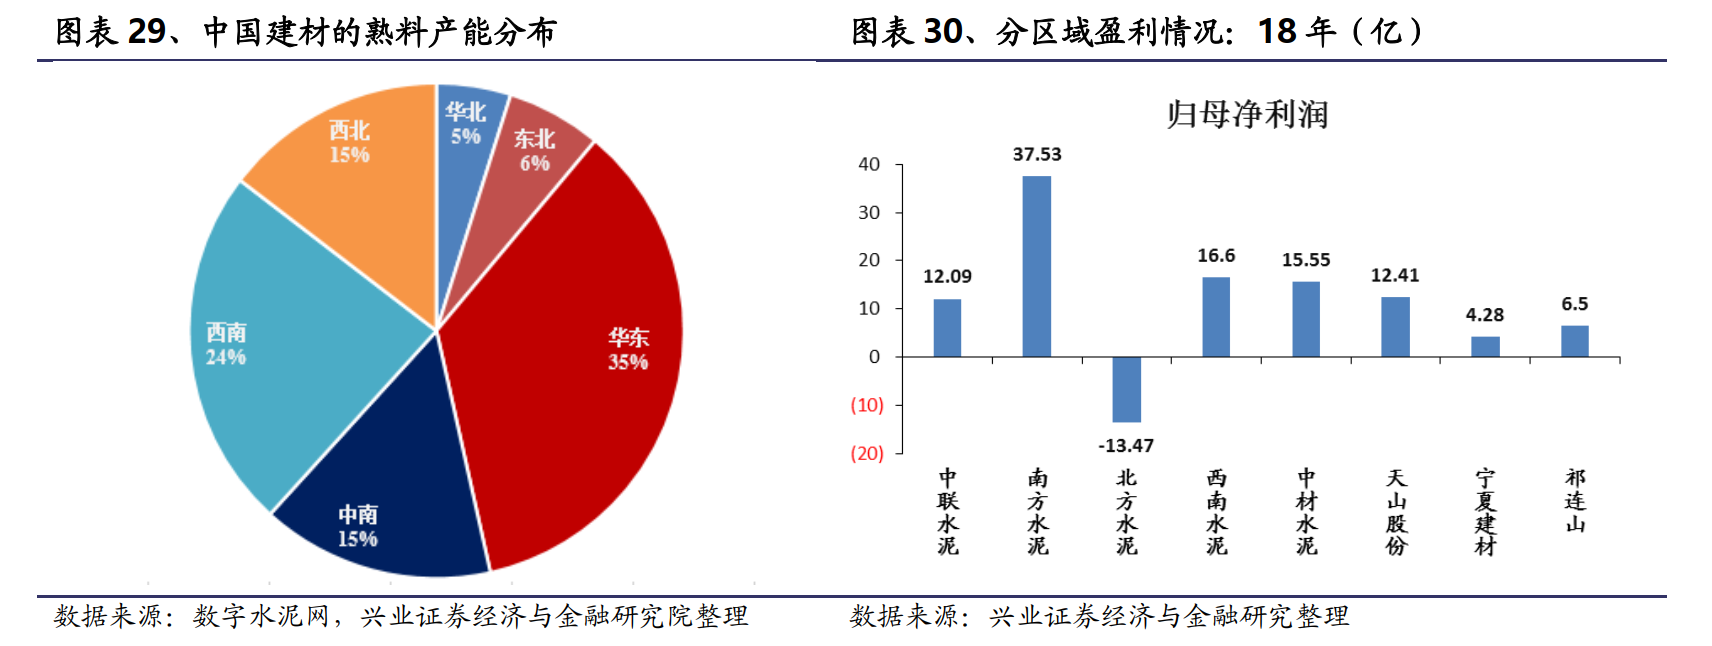 图表 29、中国建材的熟料产能分布
华北
5%
东北
6%
华东
35%
中南
15%
西南
24%
西北
15%
数据来源：数字水泥网，兴业证券经济与金融研究院整理
图表 30、分区域盈利情况：18 年（亿）
归母净利润
40
30
20
10
0
(10)
(20)
12.09
37.53
-13.47
16.6
15.55
12.41
4.28
6.5
中联水泥
南方水泥
北方水泥
西南水泥
中材水泥
天山股份
宁夏建材
祁连山
数据来源：兴业证券经济与金融研究院整理